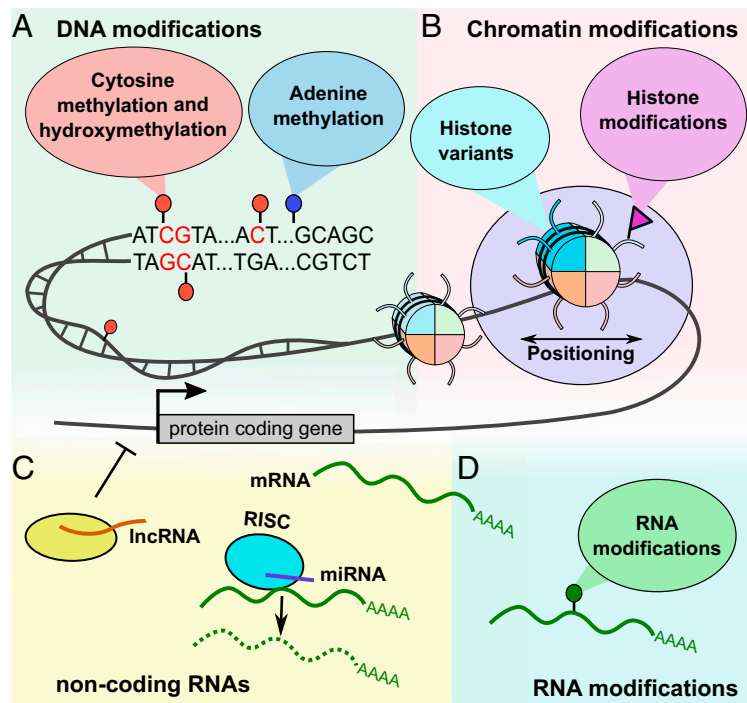 A DNA modifications
Cytosine
methylation and
hydroxymethylation
Adenine
methylation
ATCGTA...ACT...GCAGC
TAGCAT...TGA...CGTCT
B Chromatin modifications
Histone
variants
Histone
modifications
Positioning
protein coding gene
C
lncRNA
mRNA
AAAA
RISC
miRNA
AAAA
AAAA
non-coding RNAs
D
RNA
modifications
AAAA
RNA modifications